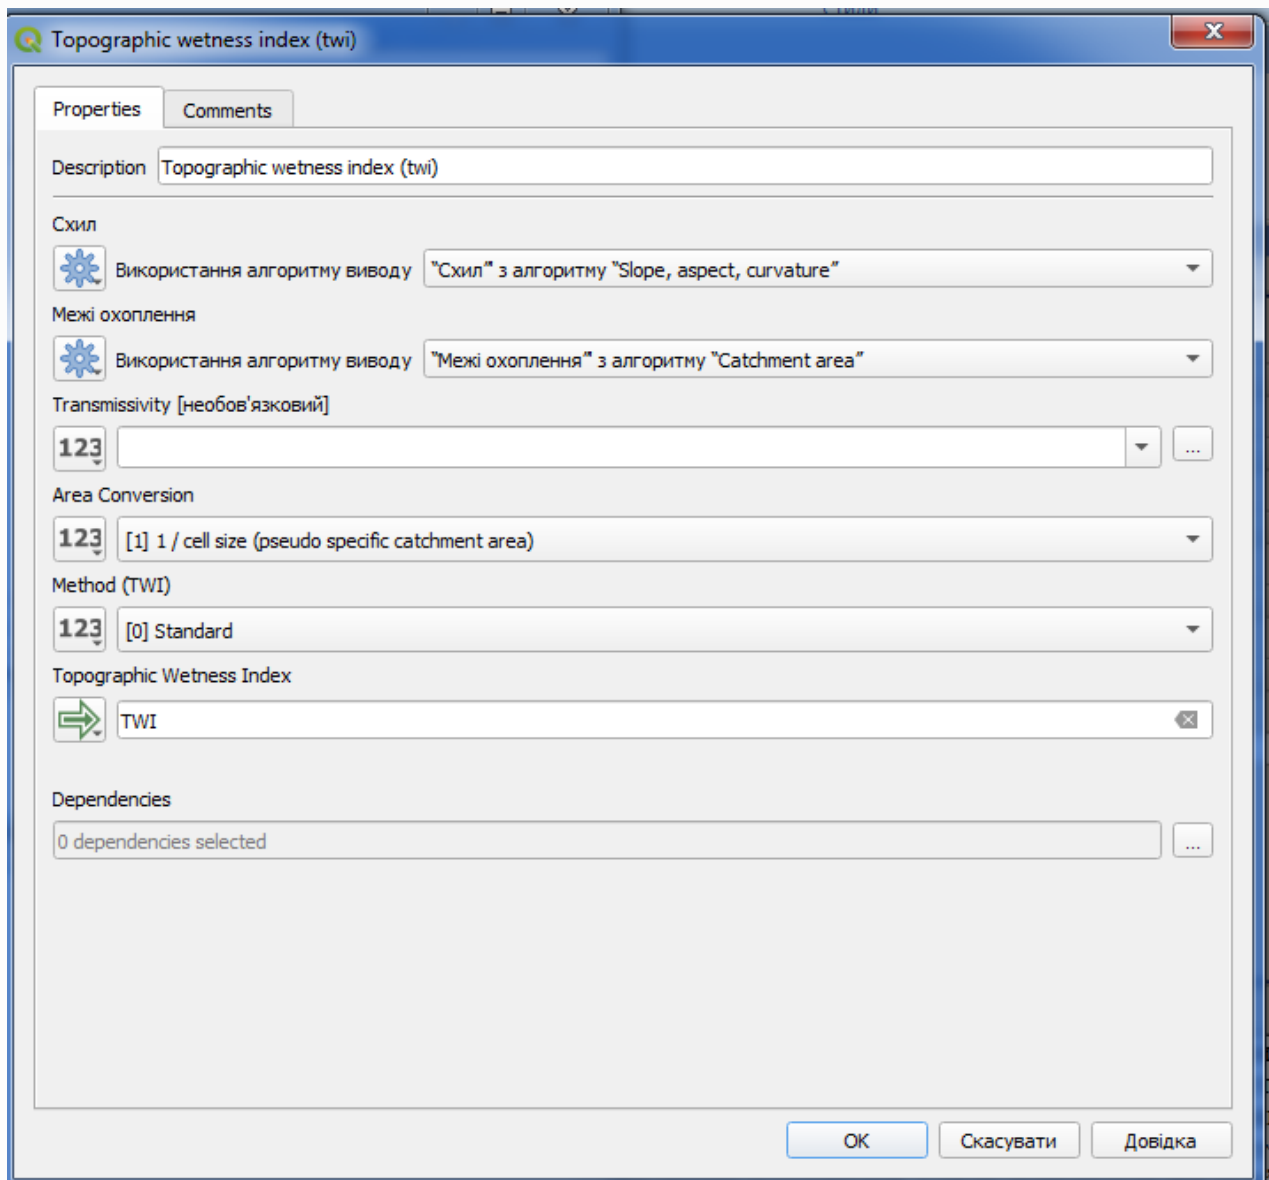 Topographic wetness index (twi)
Properties Comments
Description Topographic wetness index (twi)
Схил
Використання алгоритму виводу "Схил" з алгоритму "Slope, aspect, curvature"
Межі охоплення
Використання алгоритму виводу "Межі охоплення" з алгоритму "Catchment area"
Transmissivity [необов'язковий]
123 ...
Area Conversion
123 [1] 1 / cell size (pseudo specific catchment area)
Method (TWI)
123 [0] Standard
Topographic Wetness Index
TWI
Dependencies
0 dependencies selected ...
OK Скасувати Довідка